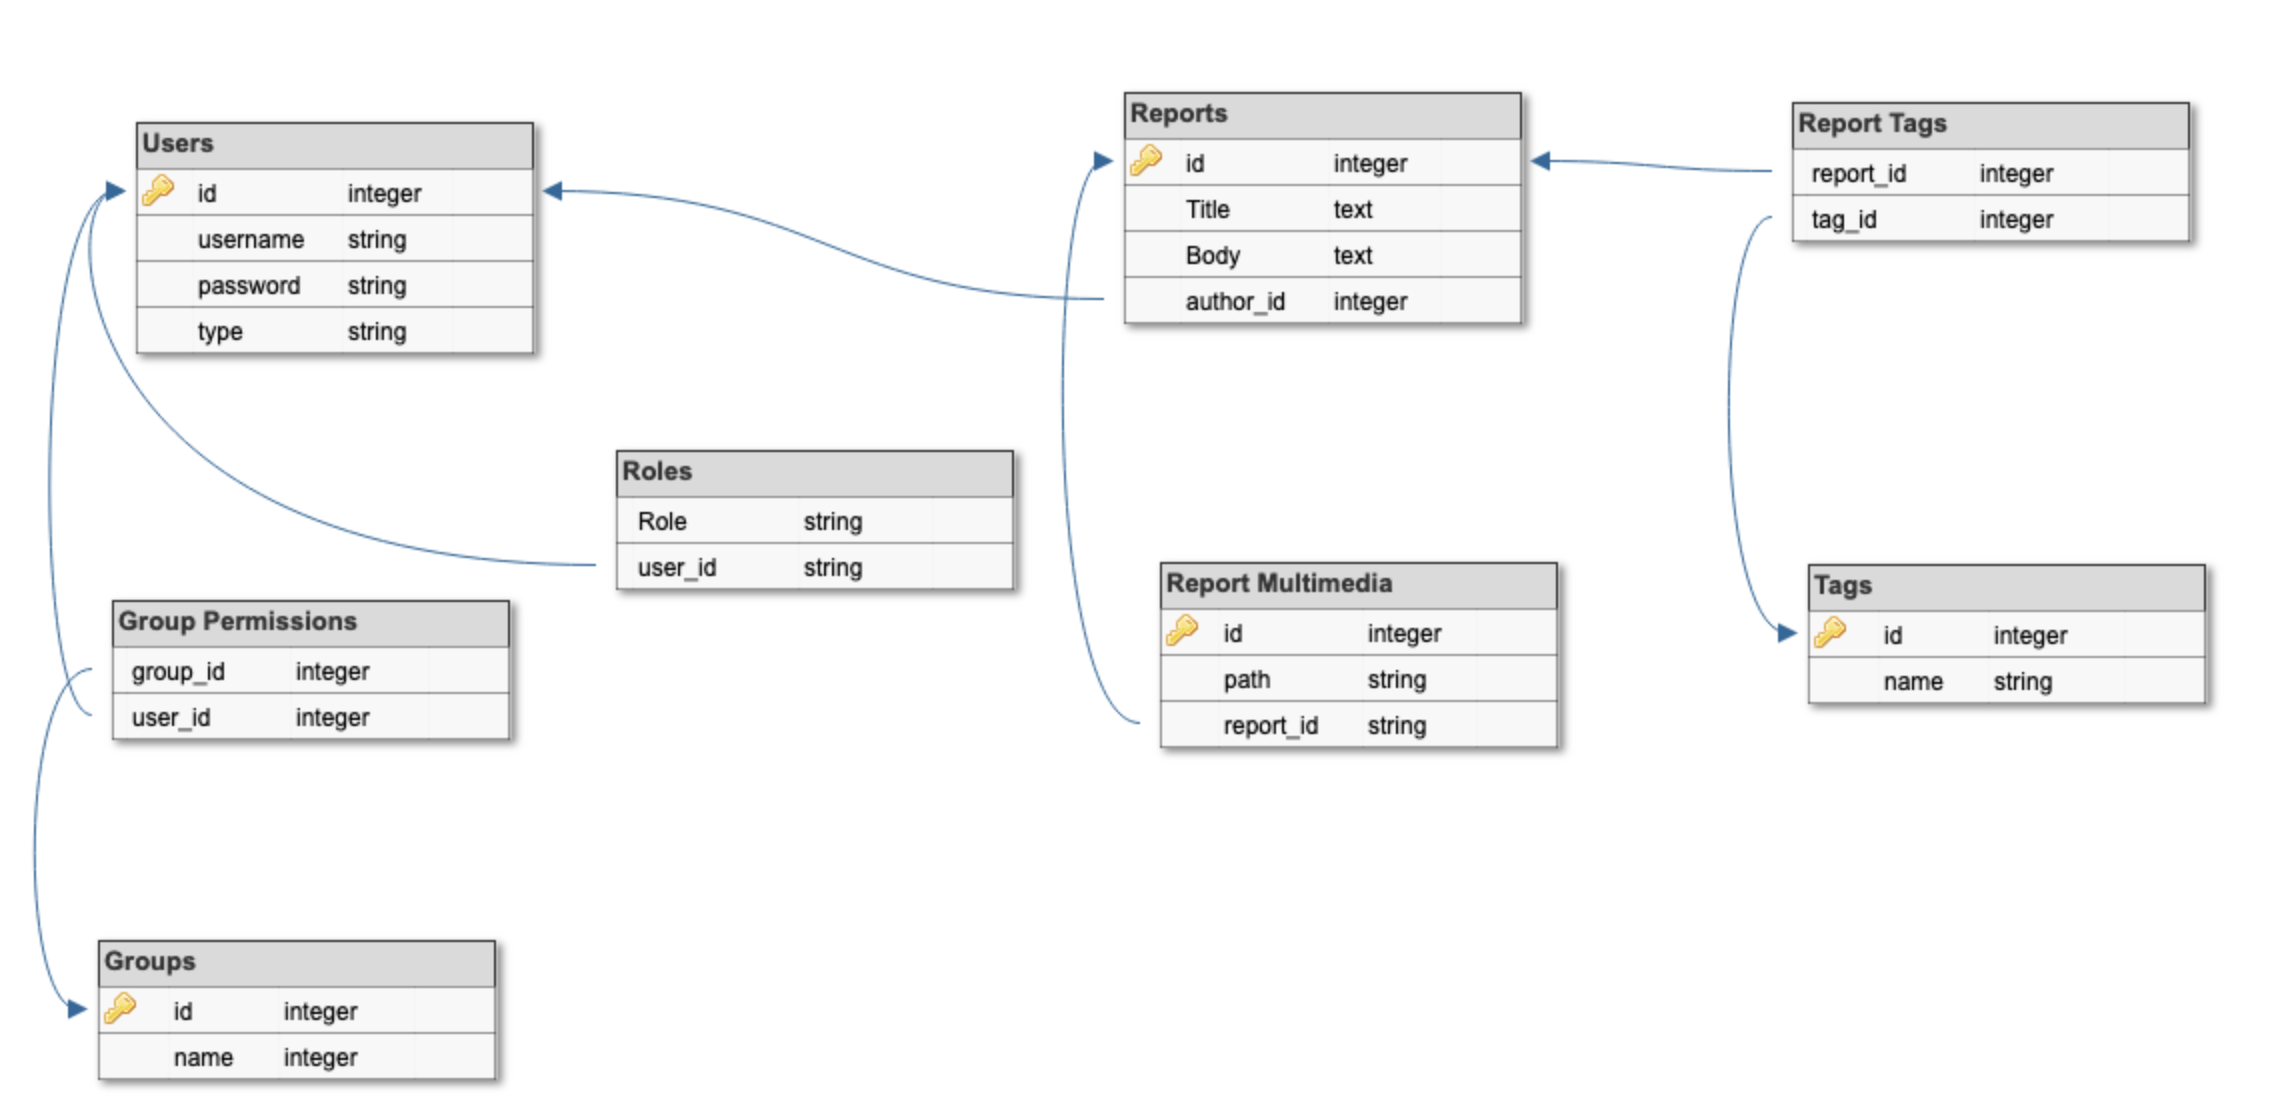 Users
id integer
username string
password string
type string
Reports
id integer
Title text
Body text
author_id integer
Report Tags
report_id integer
tag_id integer
Roles
Role string
user_id string
Group Permissions
group_id integer
user_id integer
Report Multimedia
id integer
path string
report_id string
Tags
id integer
name string
Groups
id integer
name integer